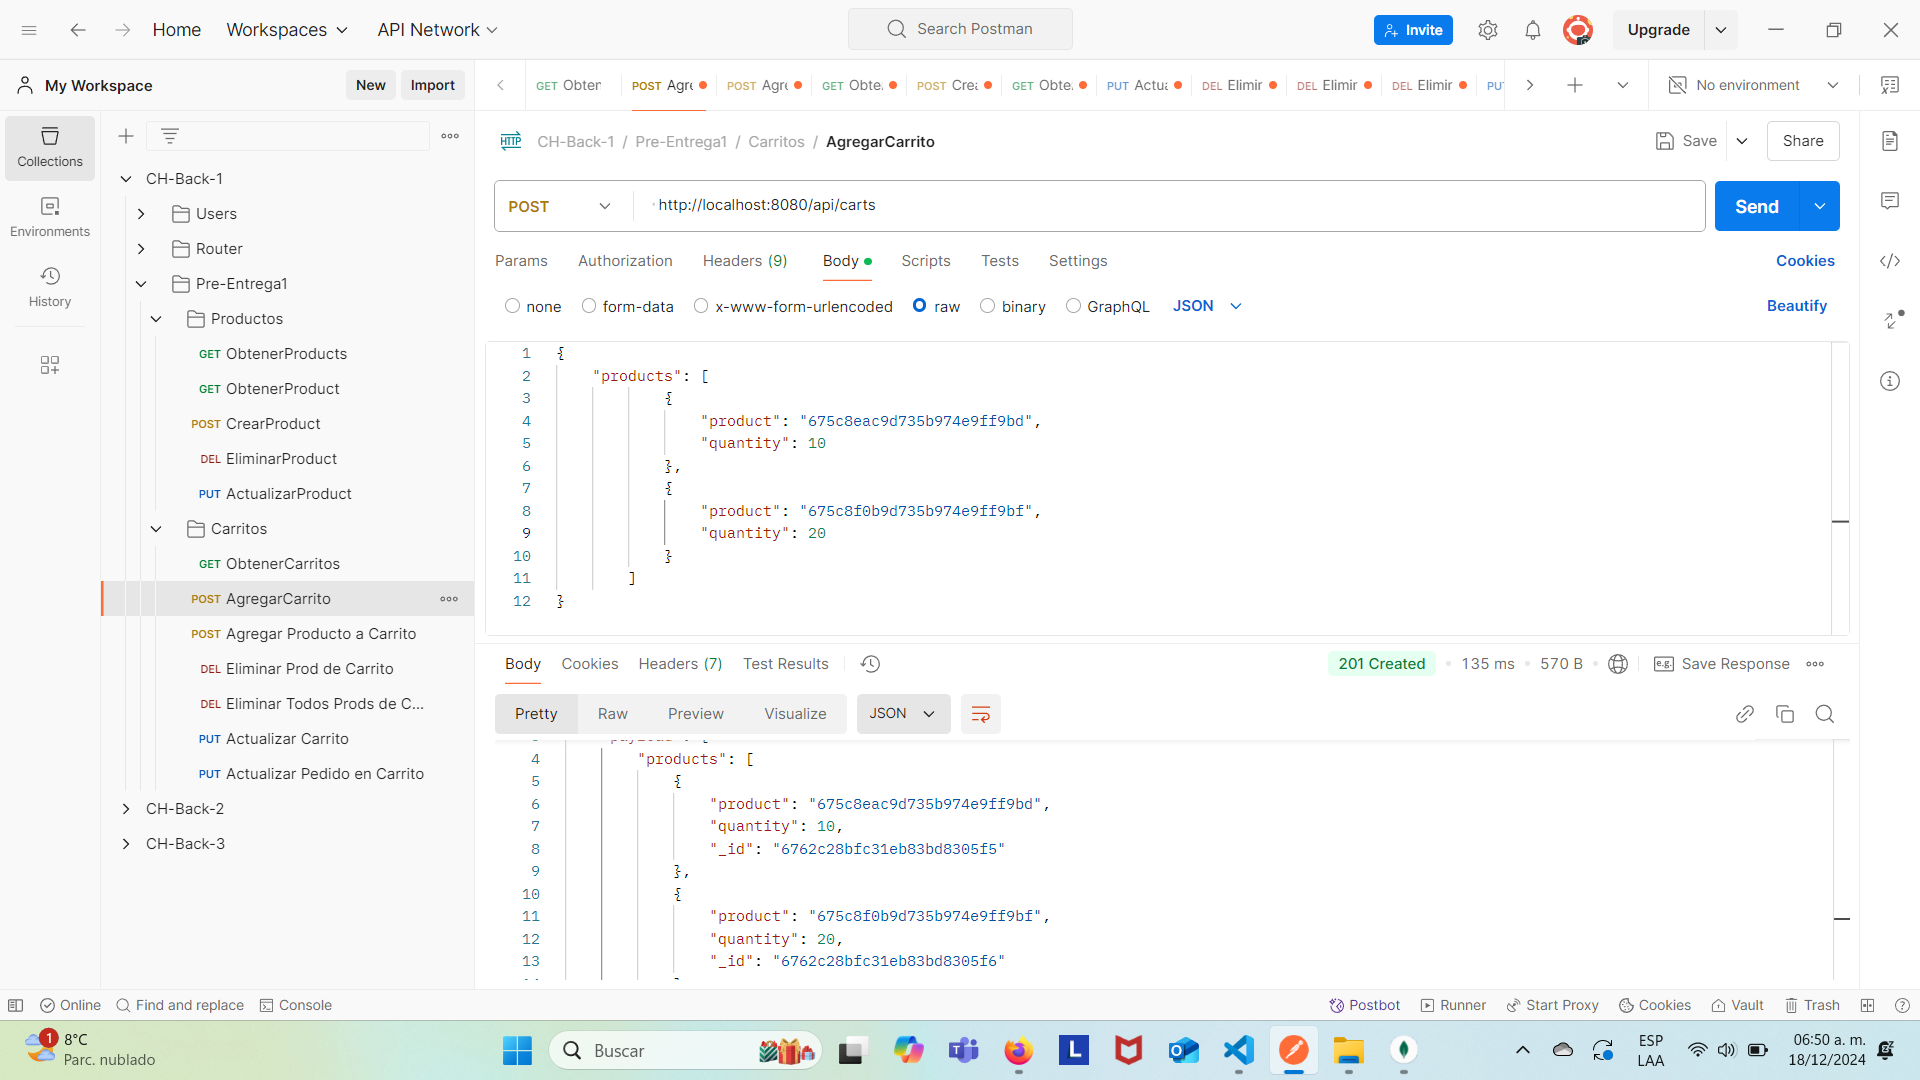 Home
Workspaces
API Network
Search Postman
Invite
Upgrade
My Workspace
New
Import
GET Obten
POST Agre
POST Agre
GET Obte
POST Crea
GET Obte
PUT Actua
DEL Elimir
DEL Elimir
DEL Elimir
No environment
Collections
Environments
History
CH-Back-1
Users
Router
Pre-Entrega1
Productos
GET ObtenerProducts
GET ObtenerProduct
POST CrearProduct
DEL EliminarProduct
PUT ActualizarProduct
Carritos
GET ObtenerCarritos
POST AgregarCarrito
POST Agregar Producto a Carrito
DEL Eliminar Prod de Carrito
DEL Eliminar Todos Prods de C...
PUT Actualizar Carrito
PUT Actualizar Pedido en Carrito
CH-Back-2
CH-Back-3
HTTP CH-Back-1 / Pre-Entrega1 / Carritos / AgregarCarrito
Save
Share
POST
http://localhost:8080/api/carts
Send
Params Authorization Headers (9) Body Scripts Tests Settings
Cookies
none form-data x-www-form-urlencoded raw binary GraphQL JSON
Beautify
1 {
2 "products": [
3 {
4 "product": "675c8eac9d735b974e9ff9bd",
5 "quantity": 10
6 },
7 {
8 "product": "675c8f0b9d735b974e9ff9bf",
9 "quantity": 20
10 }
11 ]
12 }
Body Cookies Headers (7) Test Results
201 Created 135 ms 570 B
e.g. Save Response
Pretty Raw Preview Visualize JSON
4 "products": [
5 {
6 "product": "675c8eac9d735b974e9ff9bd",
7 "quantity": 10,
8 "_id": "6762c28bfc31eb83bd8305f5"
9 },
10 {
11 "product": "675c8f0b9d735b974e9ff9bf",
12 "quantity": 20,
13 "_id": "6762c28bfc31eb83bd8305f6"
Online Find and replace Console
Postbot Runner Start Proxy Cookies Vault Trash
1
8°C
Parc. nublado
Buscar
ESP
LAA
06:50 a. m.
18/12/2024